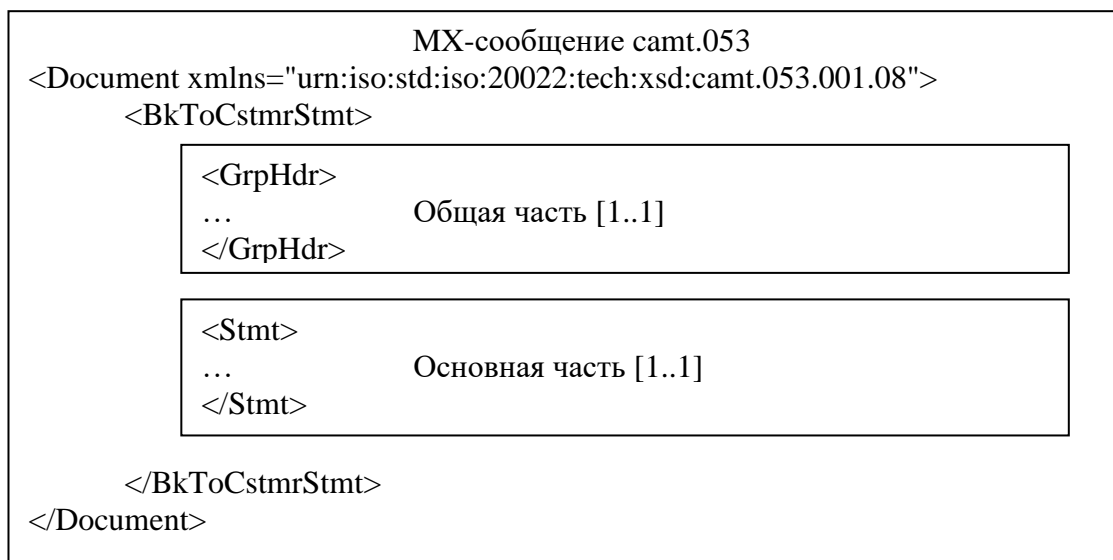 MX-сообщение camt.053
<Document xmlns="urn:iso:std:iso:20022:tech:xsd:camt.053.001.08">
<BkToCstmrStmt>
<GrpHdr>
… Общая часть [1..1]
</GrpHdr>
<Stmt>
… Основная часть [1..1]
</Stmt>
</BkToCstmrStmt>
</Document>